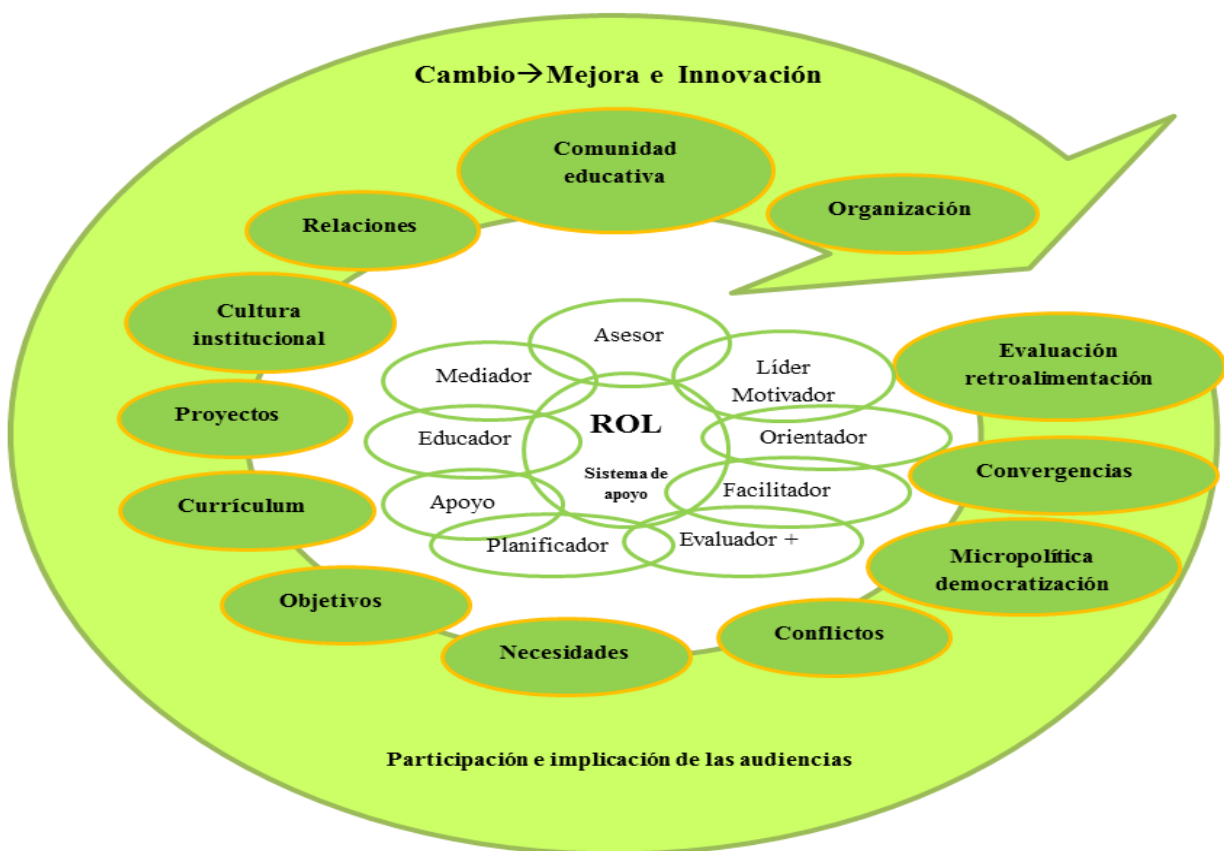 Cambio→Mejora e Innovación
Comunidad
educativa
Organización
Relaciones
Cultura
institucional
Proyectos
Currículum
Objetivos
Necesidades
Conflictos
Micropolítica
democratización
Convergencias
Evaluación
retroalimentación
Asesor
Líder
Motivador
Mediador
Educador
Orientador
Apoyo
Facilitador
Planificador
Evaluador +
ROL
Sistema de
apoyo
Participación e implicación de las audiencias